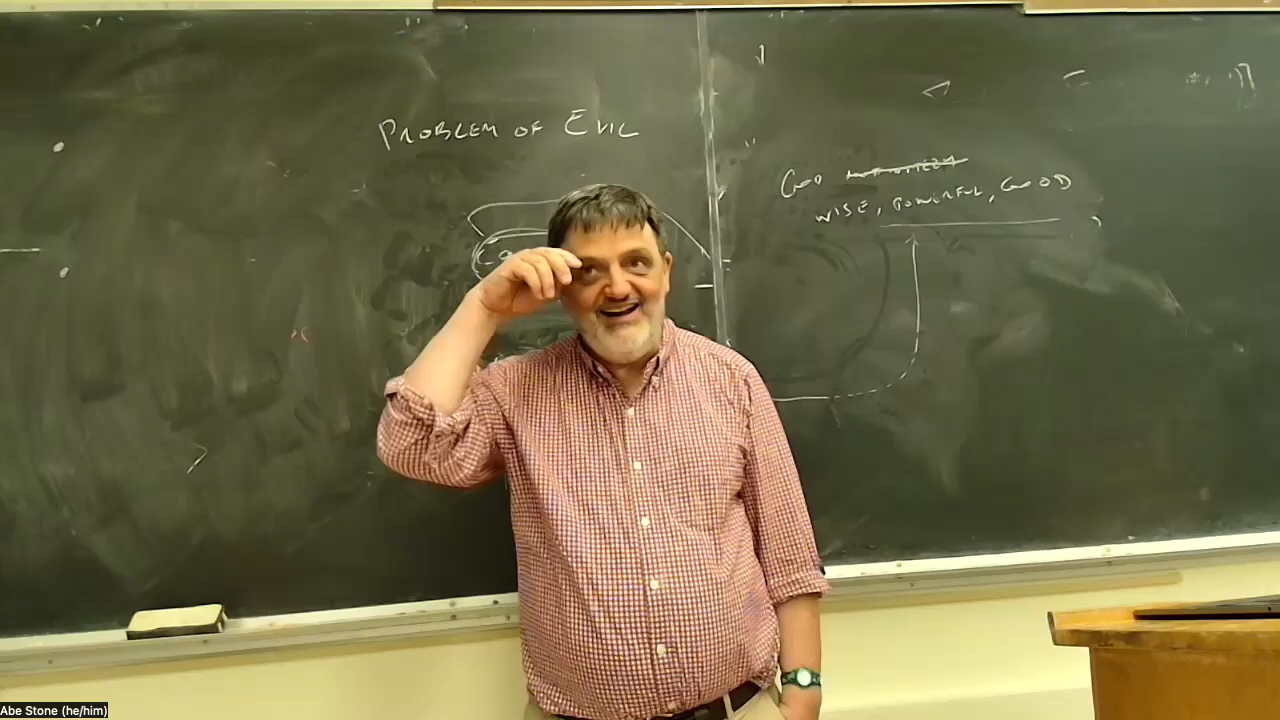 PROBLEM OF EVIL
GOD
WISE, POWERFUL, GOOD
Abe Stone (he/him)